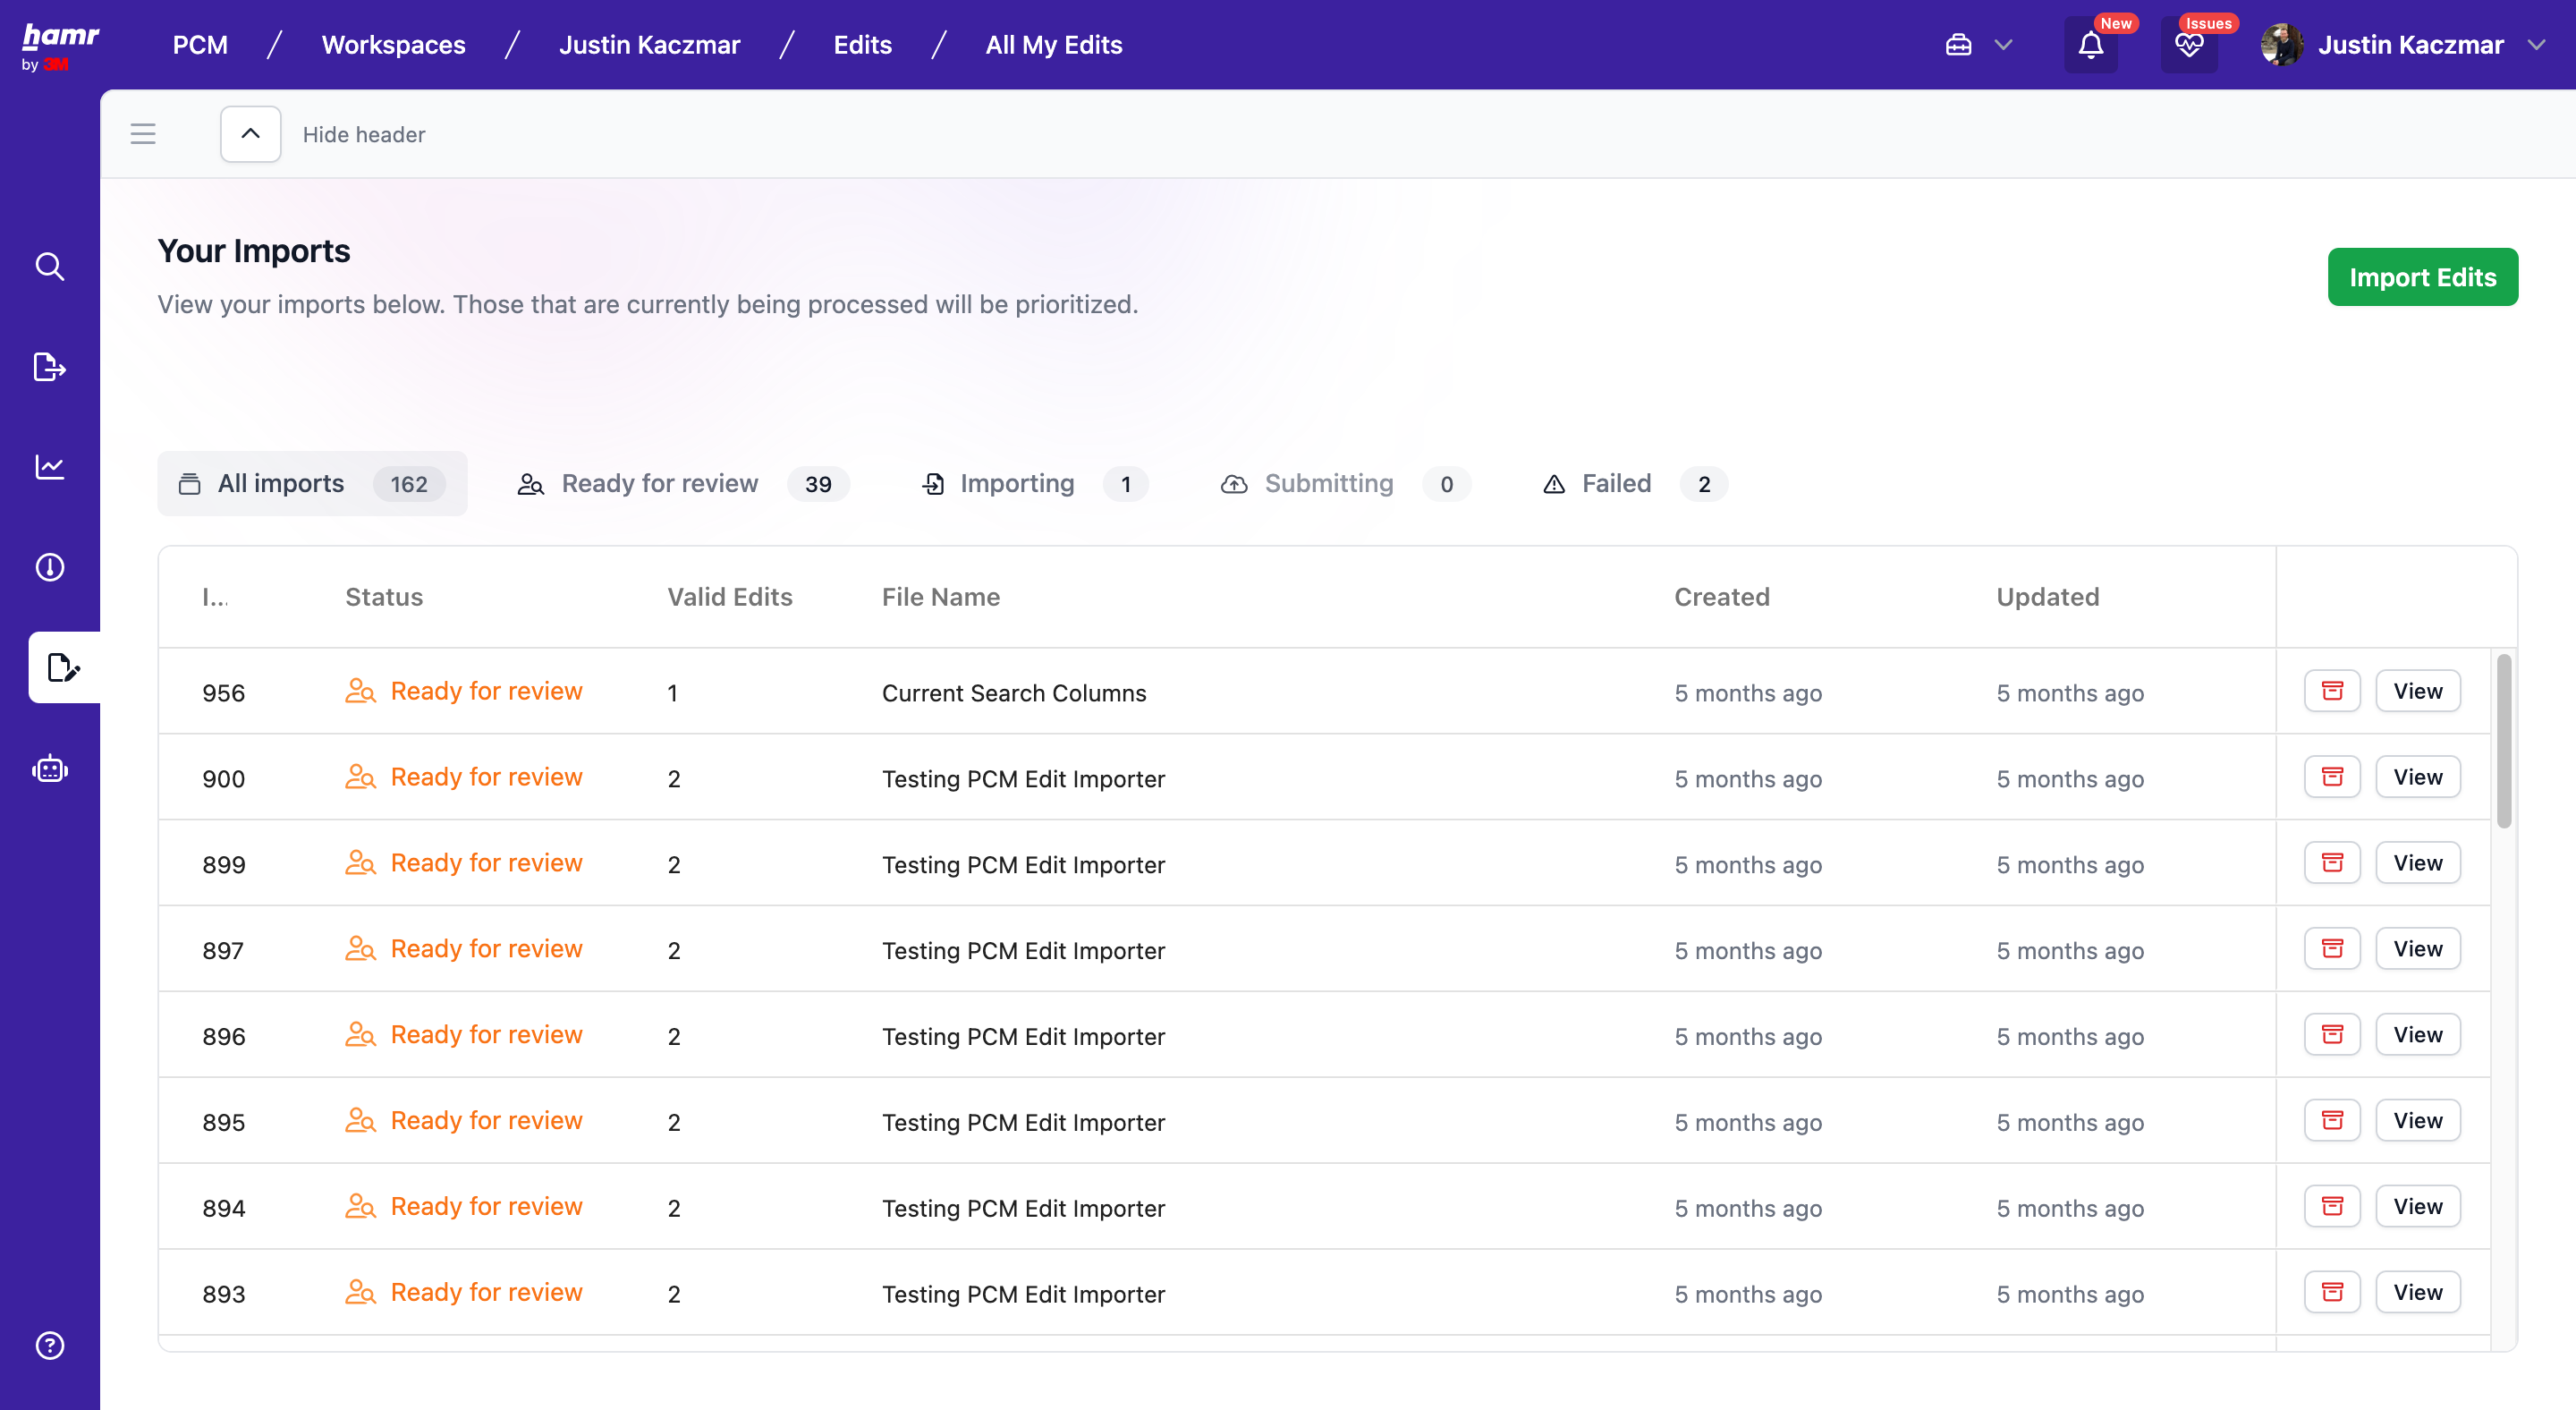 hamr
by 3M
PCM / Workspaces / Justin Kaczmar / Edits / All My Edits
New
Issues
Justin Kaczmar
Hide header
Your Imports
View your imports below. Those that are currently being processed will be prioritized.
Import Edits
All imports 162
Ready for review 39
Importing 1
Submitting 0
Failed 2
I... Status Valid Edits File Name Created Updated
956 Ready for review 1 Current Search Columns 5 months ago 5 months ago View
900 Ready for review 2 Testing PCM Edit Importer 5 months ago 5 months ago View
899 Ready for review 2 Testing PCM Edit Importer 5 months ago 5 months ago View
897 Ready for review 2 Testing PCM Edit Importer 5 months ago 5 months ago View
896 Ready for review 2 Testing PCM Edit Importer 5 months ago 5 months ago View
895 Ready for review 2 Testing PCM Edit Importer 5 months ago 5 months ago View
894 Ready for review 2 Testing PCM Edit Importer 5 months ago 5 months ago View
893 Ready for review 2 Testing PCM Edit Importer 5 months ago 5 months ago View